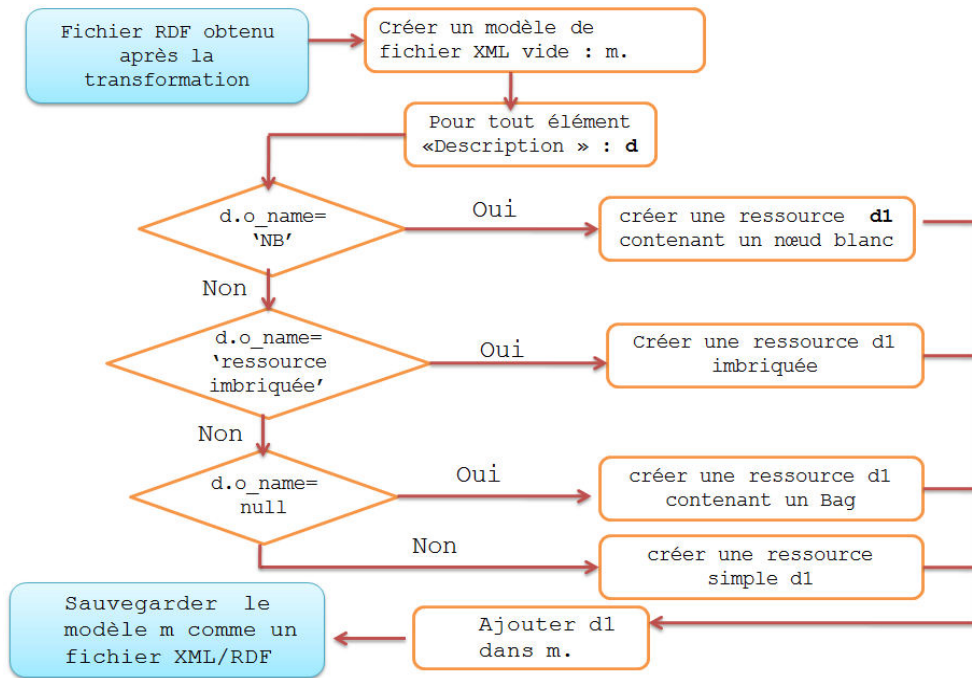 Fichier RDF obtenu
après la
transformation
Créer un modèle de
fichier XML vide : m.
Pour tout élément
«Description » : d
d.o_name=
‘NB’
Oui
créer une ressource d1
contenant un nœud blanc
Non
d.o_name=
‘ressource
imbriquée’
Oui
Créer une ressource d1
imbriquée
Non
d.o_name=
null
Oui
créer une ressource d1
contenant un Bag
Non
créer une ressource
simple d1
Sauvegarder le
modèle m comme un
fichier XML/RDF
Ajouter d1
dans m.